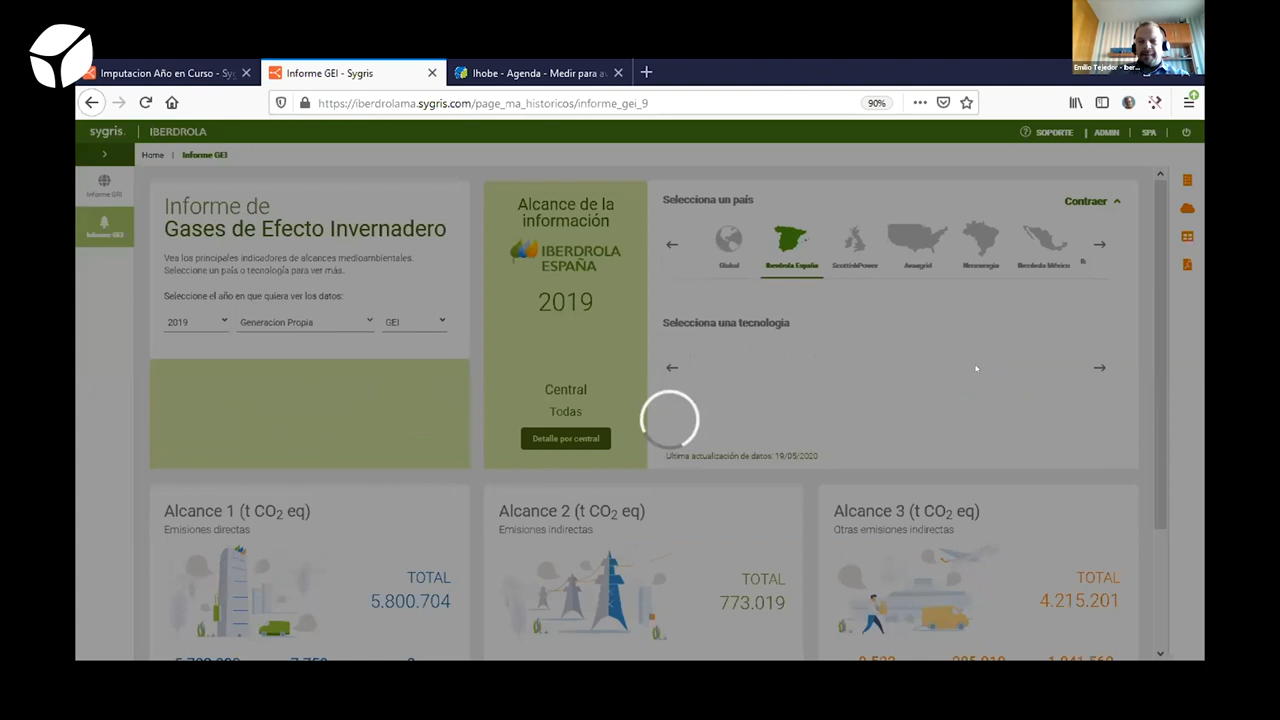 Imputacion Año en Curso - Syg
Informe GEI - Sygris
Ihobe - Agenda - Medir para a
Emilio Tejedor - Iber...
https://iberdrolama.sygris.com/page_ma_historicos/informe_gei_9
90%
sygris.
IBERDROLA
SOPORTE
ADMIN
SPA
Home
Informe GEI
Informe GRI
Informe GEI
Informe de
Gases de Efecto Invernadero
Vea los principales indicadores de alcances medioambientales.
Seleccione un país o tecnología para ver más.
Seleccione el año en que quiera ver los datos:
2019
Generacion Propia
GEI
Alcance de la
información
IBERDROLA
ESPAÑA
2019
Central
Todas
Detalle por central
Selecciona un país
Contraer
Global
Iberdrola España
ScottishPower
Avangrid
Neoenergia
Iberdrola México
Selecciona una tecnología
Ultima actualización de datos: 19/05/2020
Alcance 1 (t CO2 eq)
Emisiones directas
TOTAL
5.800.704
Alcance 2 (t CO2 eq)
Emisiones indirectas
TOTAL
773.019
Alcance 3 (t CO2 eq)
Otras emisiones indirectas
TOTAL
4.215.201